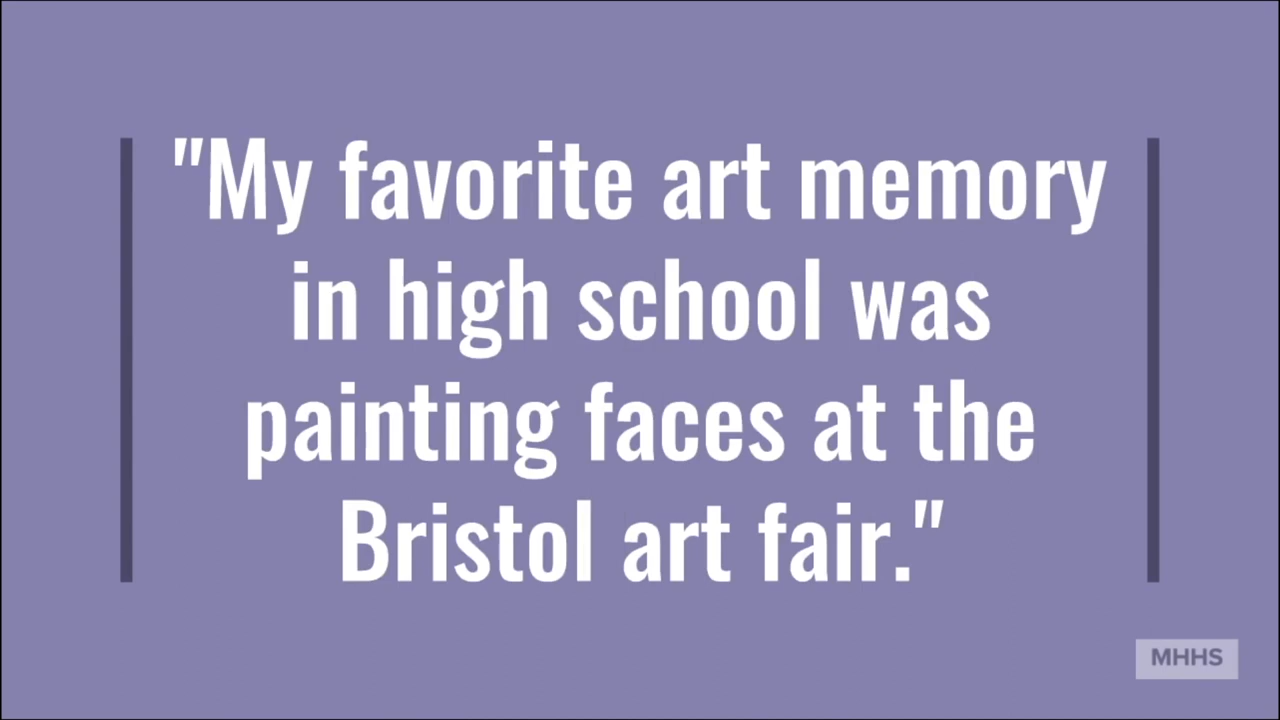 "My favorite art memory
in high school was
painting faces at the
Bristol art fair."
MHHS